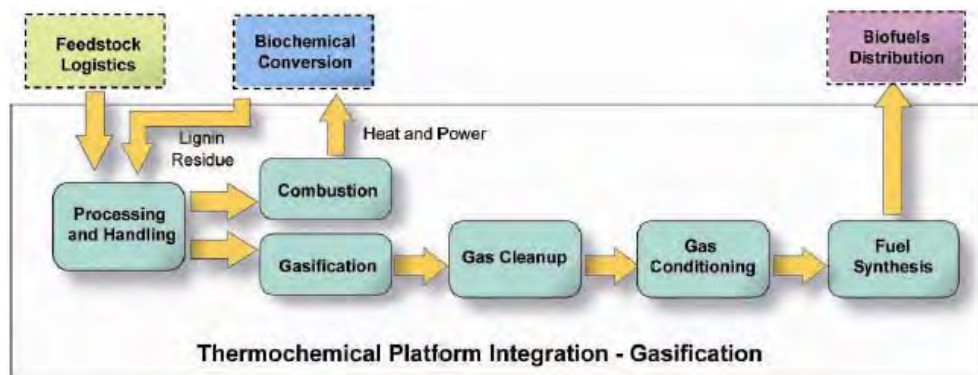 Feedstock
Logistics
Biochemical
Conversion
Biofuels
Distribution
Lignin
Residue
Heat and Power
Processing
and Handling
Combustion
Gasification
Gas Cleanup
Gas
Conditioning
Fuel
Synthesis
Thermochemical Platform Integration - Gasification